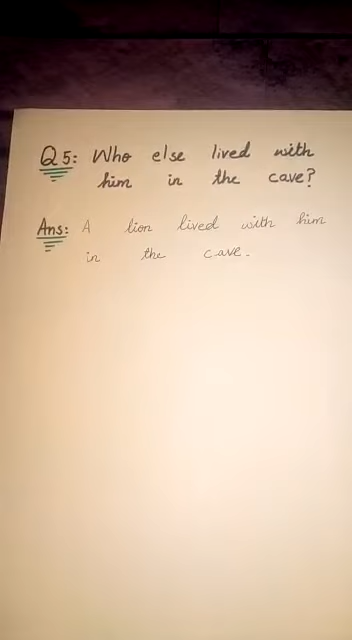 Q5: Who else lived with
him in the cave?
Ans: A lion lived with him
in the cave.